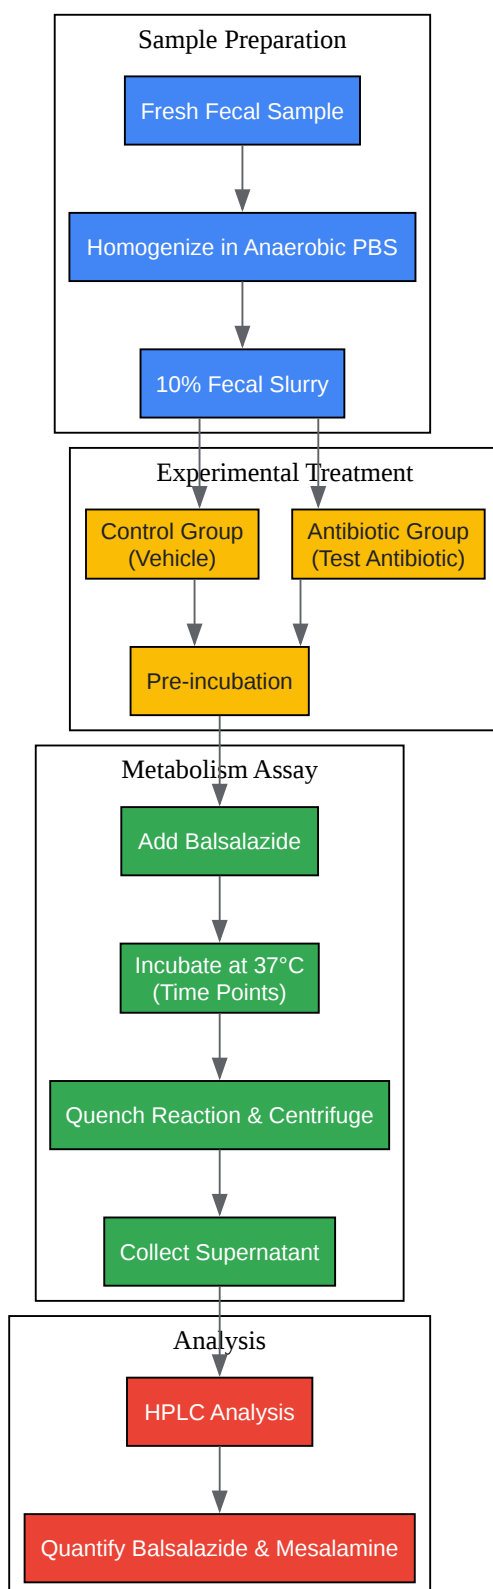 Sample Preparation
Fresh Fecal Sample
Homogenize in Anaerobic PBS
10% Fecal Slurry
Experimental Treatment
Control Group
(Vehicle)
Antibiotic Group
(Test Antibiotic)
Pre-incubation
Metabolism Assay
Add Balsalazide
Incubate at 37°C
(Time Points)
Quench Reaction & Centrifuge
Collect Supernatant
Analysis
HPLC Analysis
Quantify Balsalazide & Mesalamine